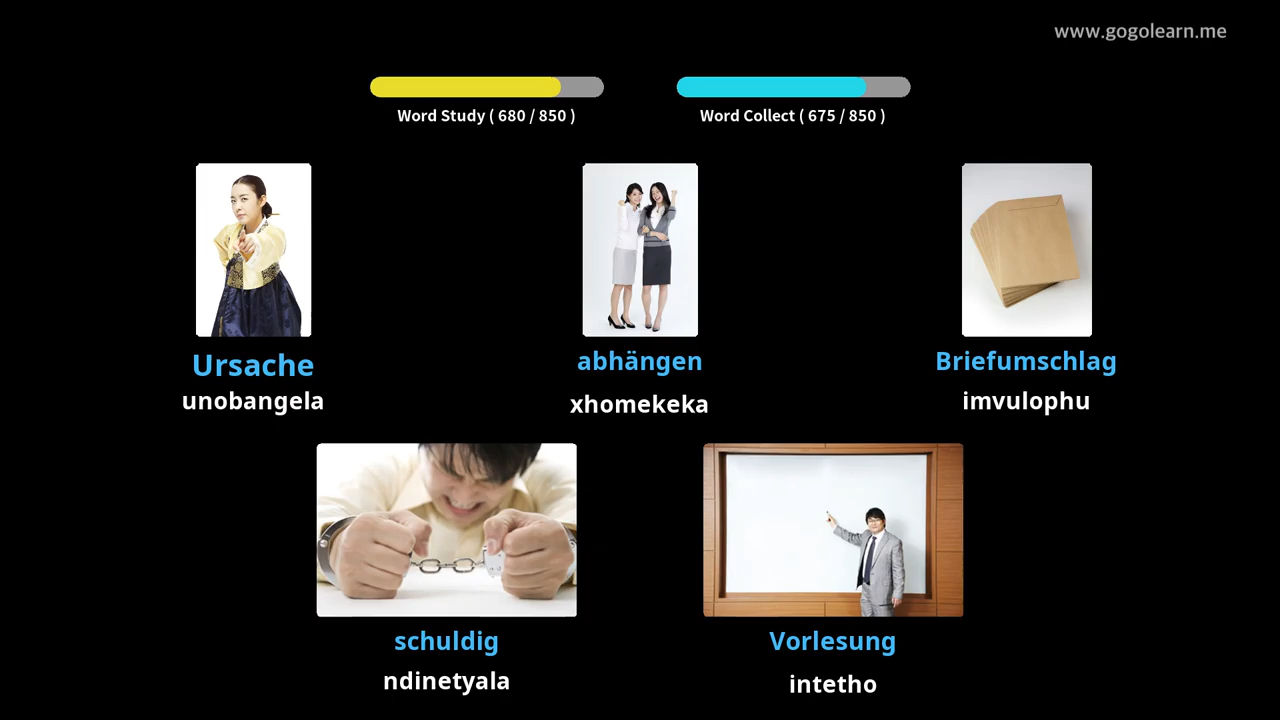 www.gogolearn.me
Word Study ( 680 / 850 )
Word Collect ( 675 / 850 )
Ursache
unobangela
abhängen
xhomekeka
Briefumschlag
imvulophu
schuldig
ndinetyala
Vorlesung
intetho